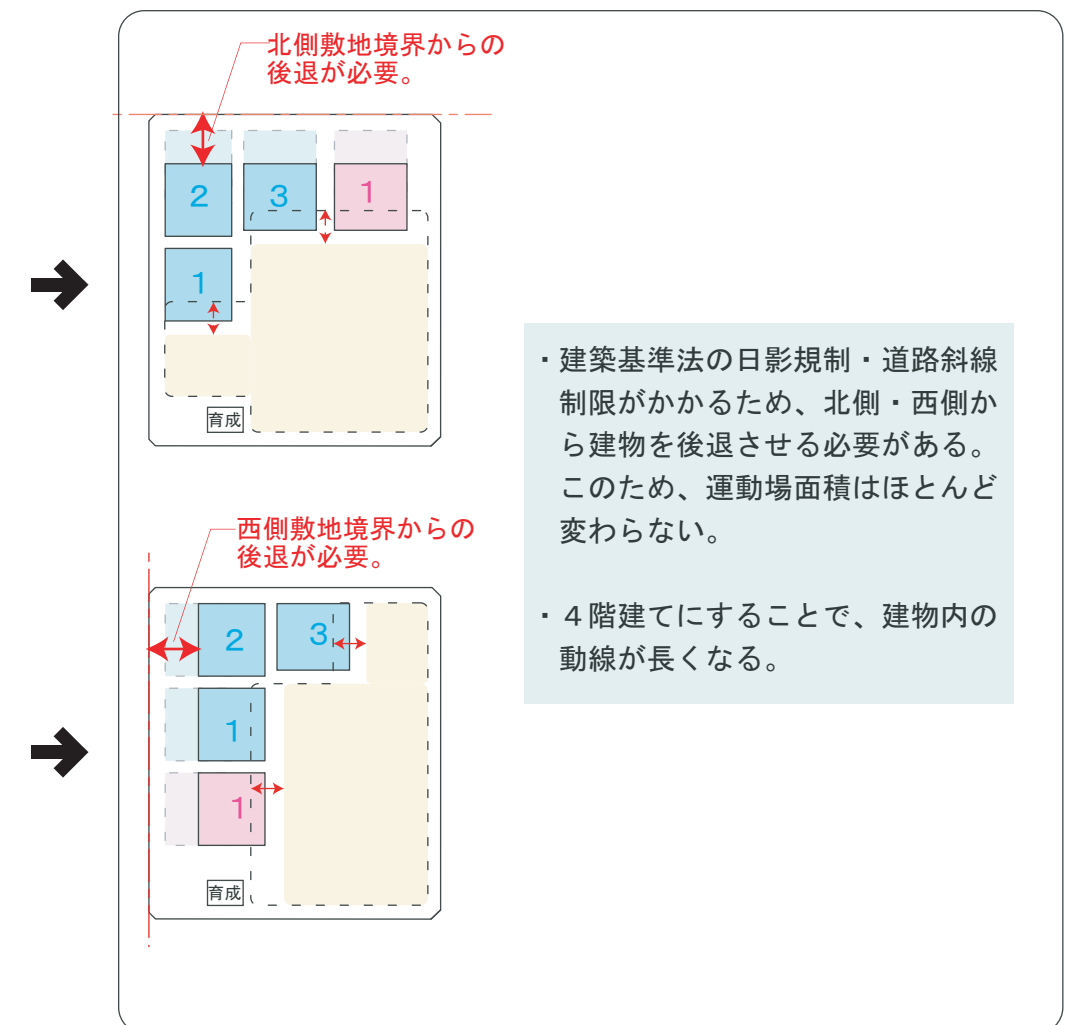 北側敷地境界からの
後退が必要。
2
3
1
1
育成
・建築基準法の日影規制・道路斜線
制限がかかるため、北側・西側か
ら建物を後退させる必要がある。
このため、運動場面積はほとんど
変わらない。
・４階建てにすることで、建物内の
動線が長くなる。
西側敷地境界からの
後退が必要。
2
3
1
1
育成